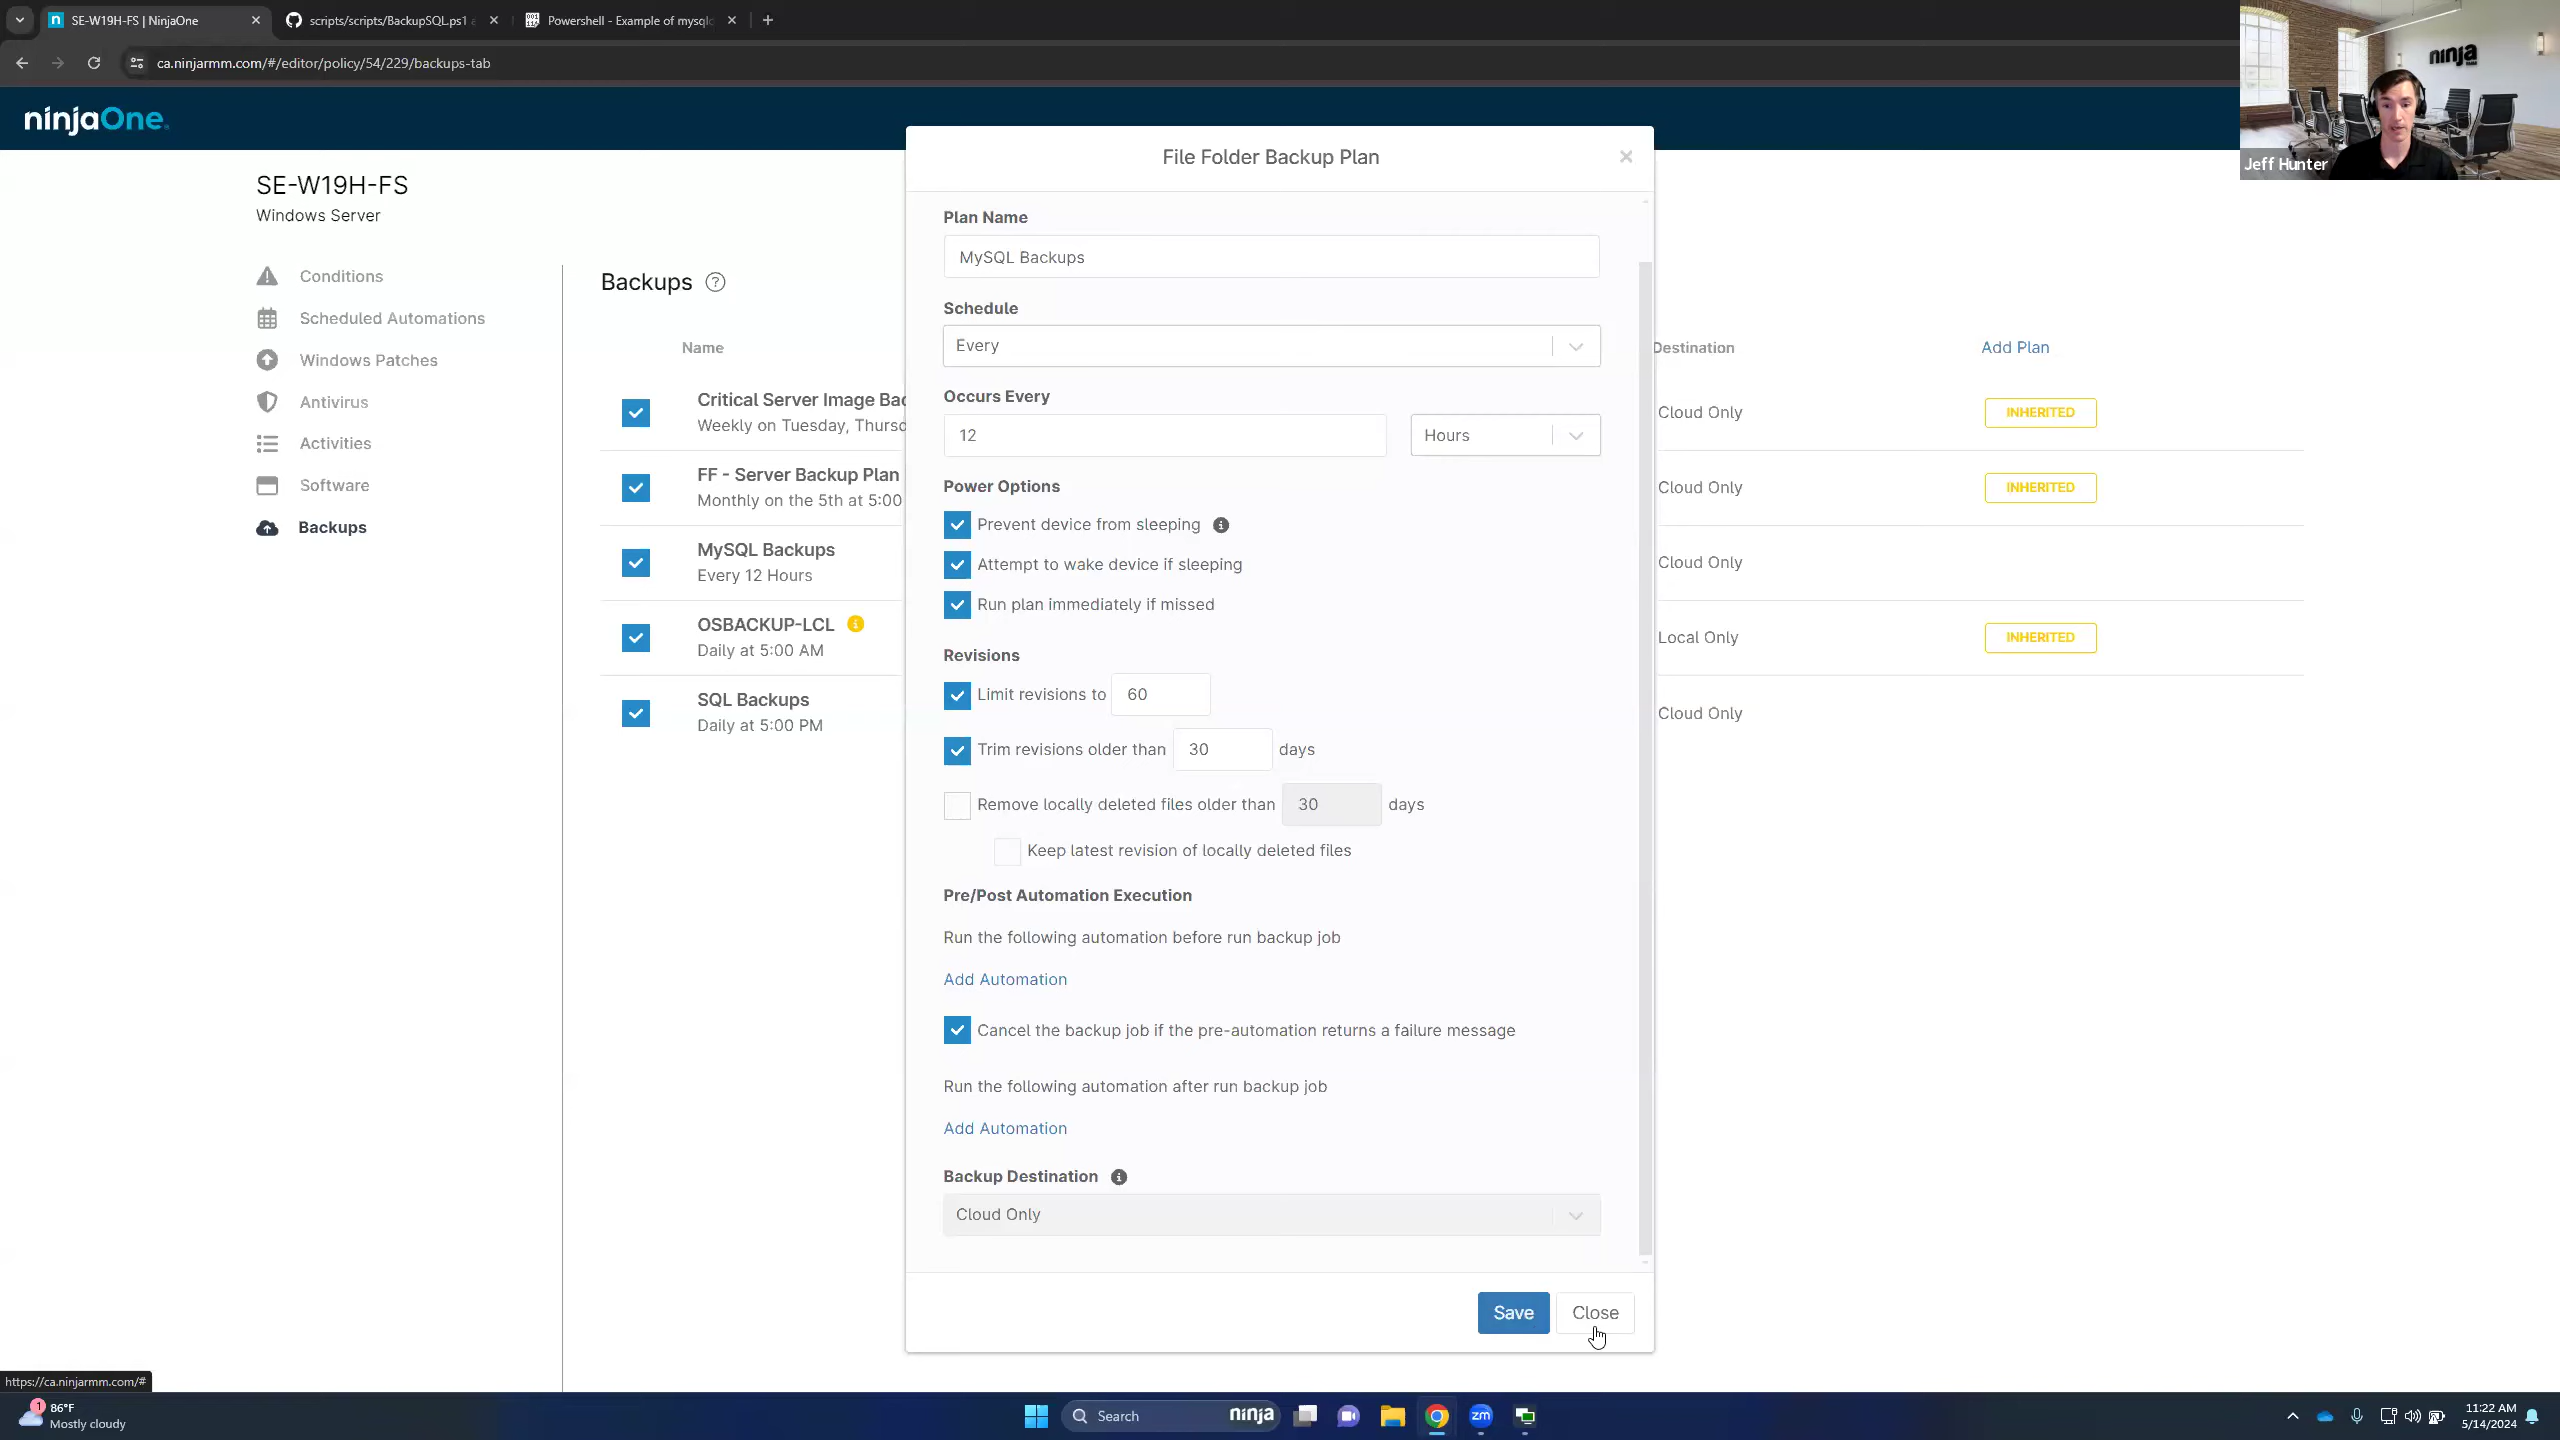 SE-W19H-FS | NinjaOne
scripts/scripts/BackupSQL.ps1
Powershell - Example of mysql
ca.ninjarmm.com/#/editor/policy/54/229/backups-tab
ninja
Jeff Hunter
ninjaOne
SE-W19H-FS
Windows Server
Conditions
Scheduled Automations
Windows Patches
Antivirus
Activities
Software
Backups
Backups
Name
Destination
Add Plan
Critical Server Image Bac
Weekly on Tuesday, Thursd
Cloud Only
INHERITED
FF - Server Backup Plan
Monthly on the 5th at 5:00
Cloud Only
INHERITED
MySQL Backups
Every 12 Hours
Cloud Only
OSBACKUP-LCL
Daily at 5:00 AM
Local Only
INHERITED
SQL Backups
Daily at 5:00 PM
Cloud Only
File Folder Backup Plan
Plan Name
MySQL Backups
Schedule
Every
Occurs Every
12
Hours
Power Options
Prevent device from sleeping
Attempt to wake device if sleeping
Run plan immediately if missed
Revisions
Limit revisions to 60
Trim revisions older than 30 days
Remove locally deleted files older than 30 days
Keep latest revision of locally deleted files
Pre/Post Automation Execution
Run the following automation before run backup job
Add Automation
Cancel the backup job if the pre-automation returns a failure message
Run the following automation after run backup job
Add Automation
Backup Destination
Cloud Only
Save
Close
https://ca.ninjarmm.com/#
1
86°F
Mostly cloudy
Search
ninja
zm
11:22 AM
5/14/2024